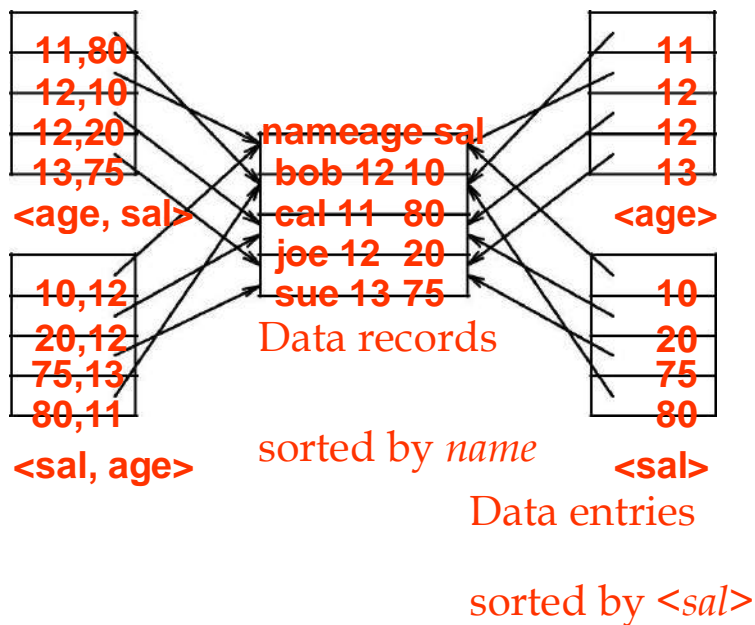 11,80
12,10
12,20
13,75
<age, sal>
10,12
20,12
75,13
80,11
<sal, age>
nameage sal
bob 12 10
cal 11 80
joe 12 20
sue 13 75
Data records
sorted by name
11
12
12
13
<age>
10
20
75
80
<sal>
Data entries
sorted by <sal>